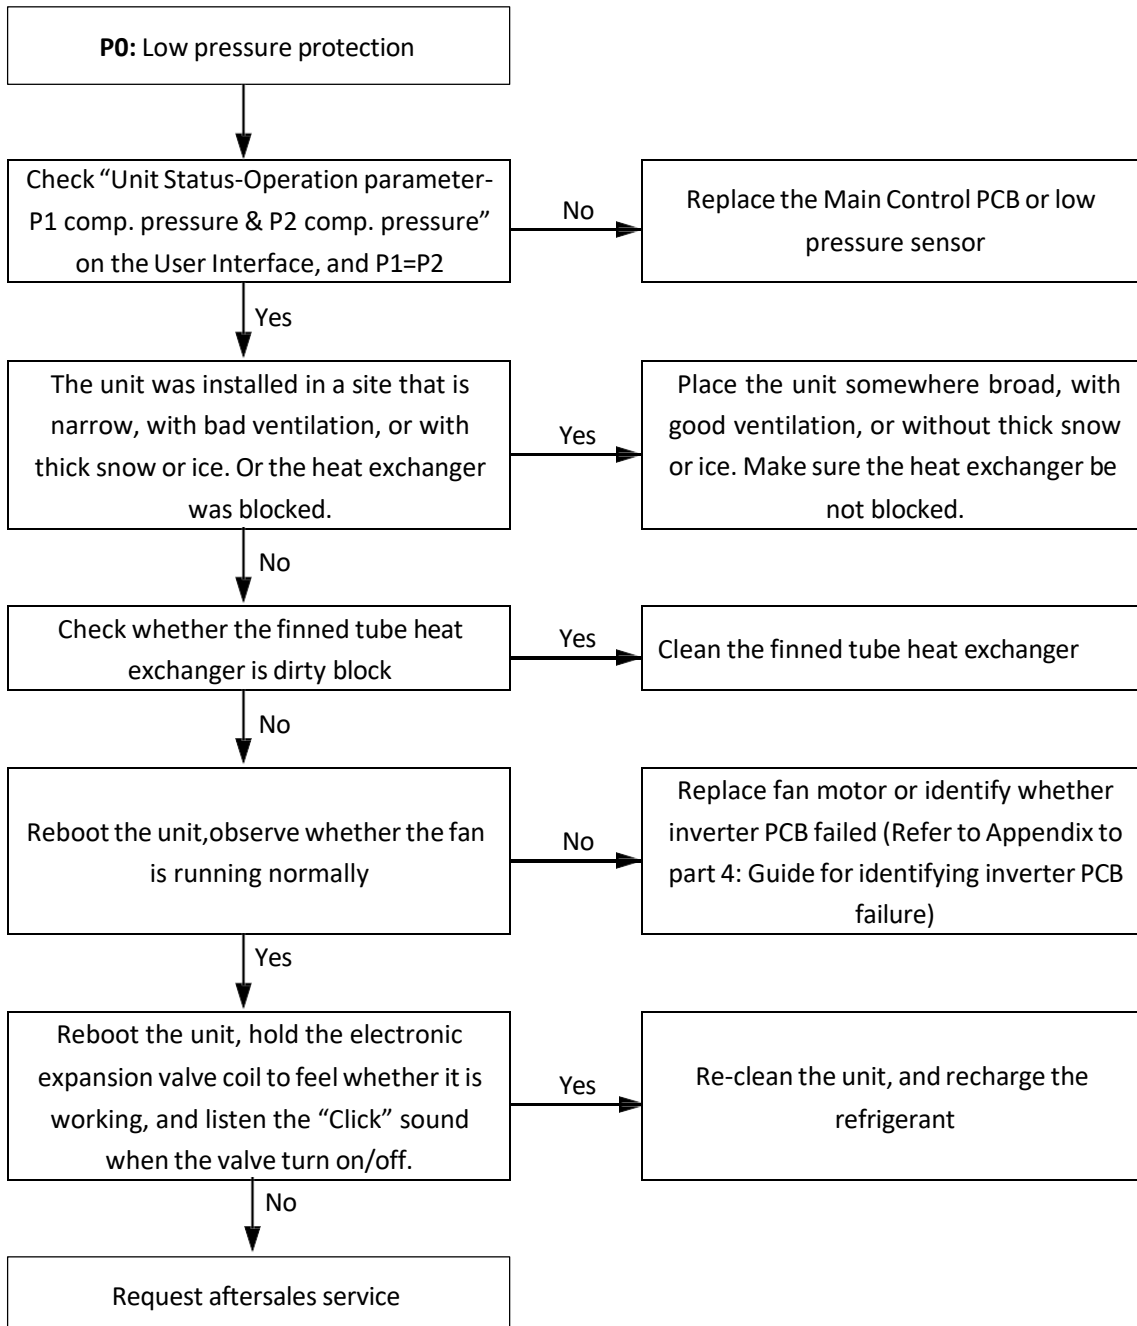 P0: Low pressure protection
Check “Unit Status-Operation parameter-
P1 comp. pressure & P2 comp. pressure”
on the User Interface, and P1=P2
No
Replace the Main Control PCB or low
pressure sensor
Yes
The unit was installed in a site that is
narrow, with bad ventilation, or with
thick snow or ice. Or the heat exchanger
was blocked.
Yes
Place the unit somewhere broad, with
good ventilation, or without thick snow
or ice. Make sure the heat exchanger be
not blocked.
No
Check whether the finned tube heat
exchanger is dirty block
Yes
Clean the finned tube heat exchanger
No
Reboot the unit,observe whether the fan
is running normally
No
Replace fan motor or identify whether
inverter PCB failed (Refer to Appendix to
part 4: Guide for identifying inverter PCB
failure)
Yes
Reboot the unit, hold the electronic
expansion valve coil to feel whether it is
working, and listen the “Click” sound
when the valve turn on/off.
Yes
Re-clean the unit, and recharge the
refrigerant
No
Request aftersales service